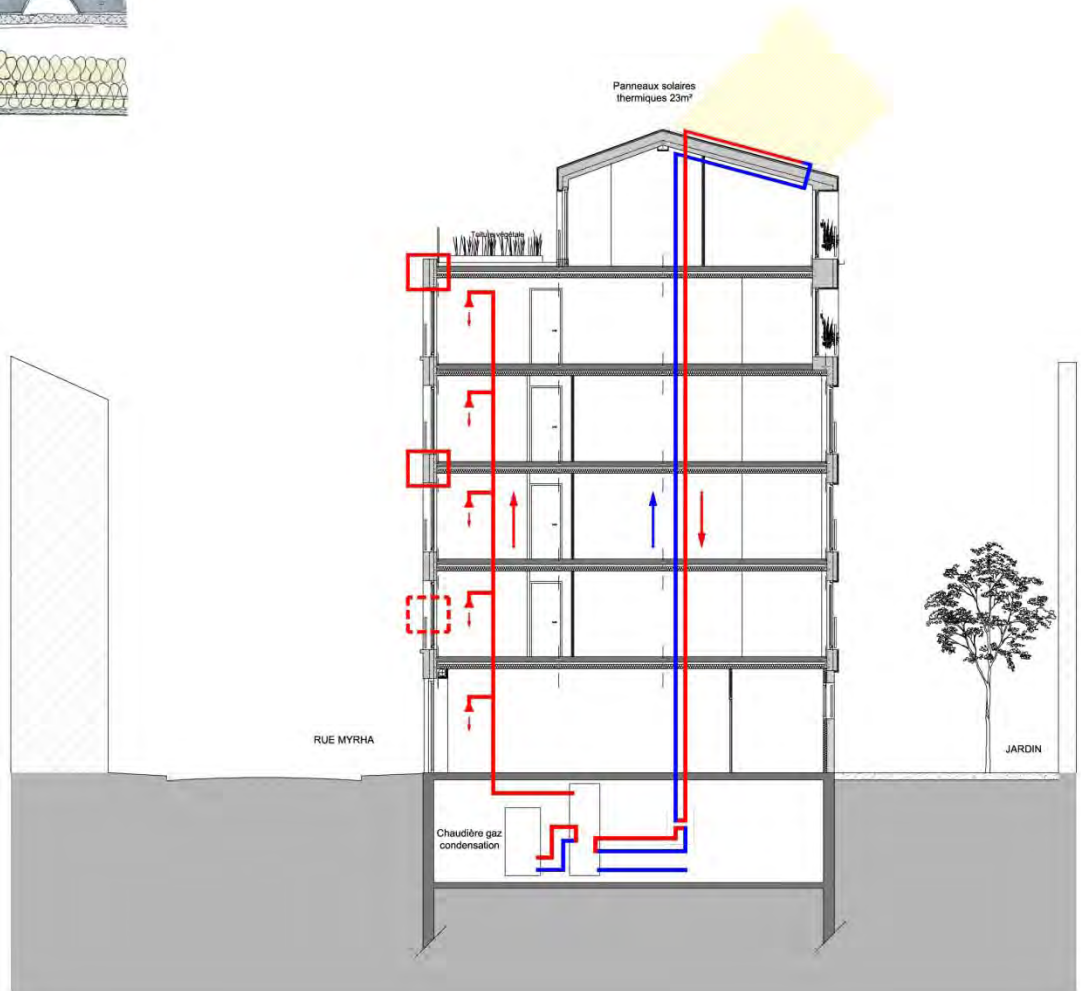 Panneaux solaires
thermiques 23m²
Toiture végétale
RUE MYRHA
JARDIN
Chaudière gaz
condensation